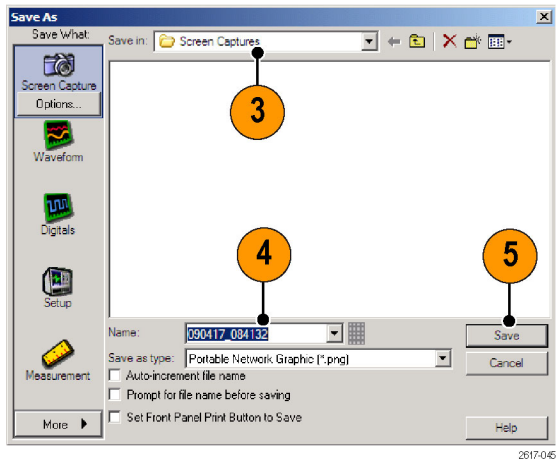 Save As
Save What:
Save in: Screen Captures
Screen Capture
Options...
3
Waveform
Digitals
4
5
Setup
Name: 090417_084132
Save
Save as type: Portable Network Graphic (*.png)
Cancel
Measurement
Auto-increment file name
Prompt for file name before saving
Set Front Panel Print Button to Save
More
Help
2617-045